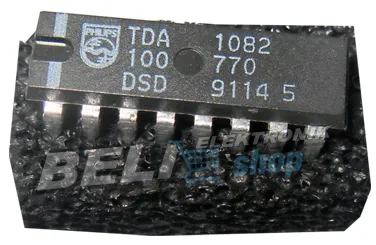 PHILIPS
TDA 1082
100 770
DSD 9114 5
ELEKTRONIK
BELI shop